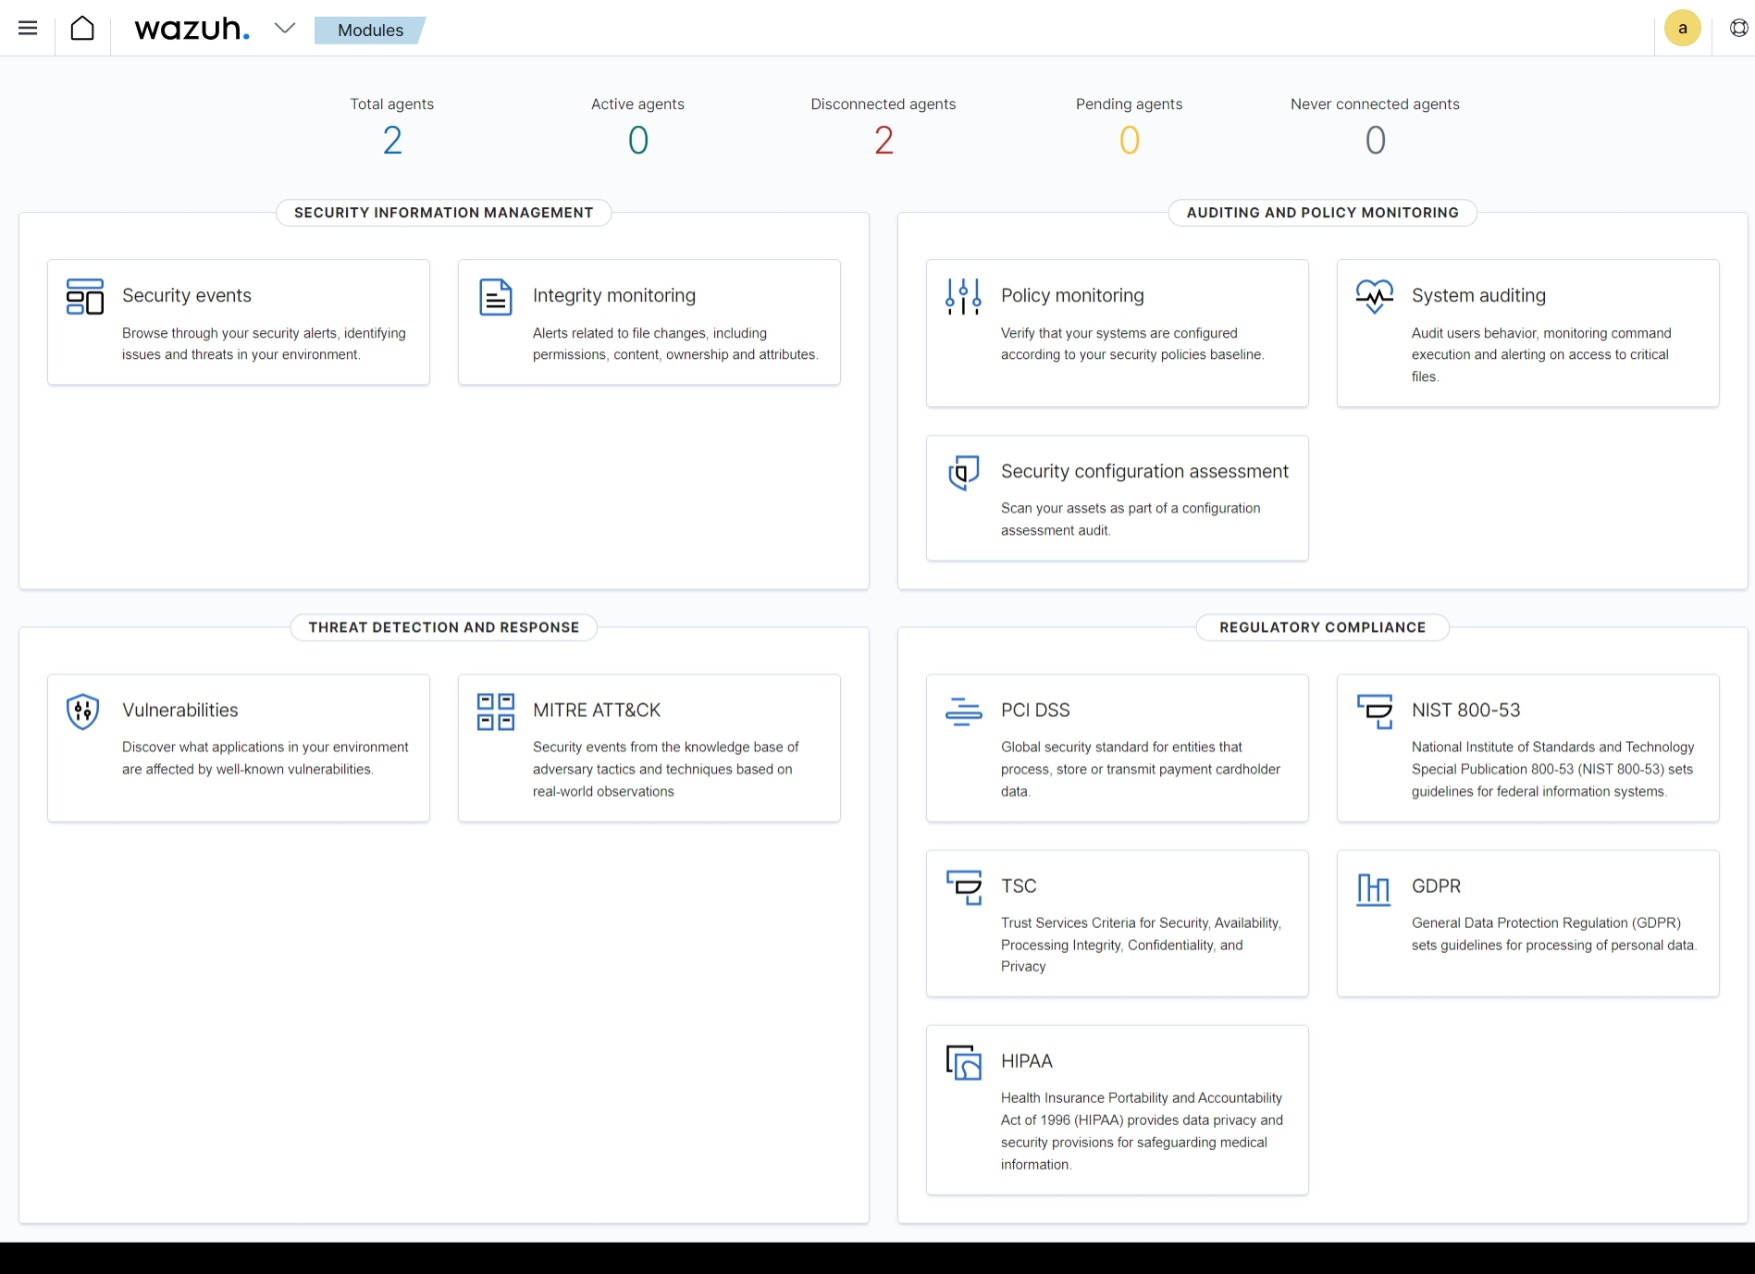 wazuh.
Modules
a
Total agents
2
Active agents
0
Disconnected agents
2
Pending agents
0
Never connected agents
0
SECURITY INFORMATION MANAGEMENT
Security events
Browse through your security alerts, identifying
issues and threats in your environment.
Integrity monitoring
Alerts related to file changes, including
permissions, content, ownership and attributes.
AUDITING AND POLICY MONITORING
Policy monitoring
Verify that your systems are configured
according to your security policies baseline.
System auditing
Audit users behavior, monitoring command
execution and alerting on access to critical
files.
Security configuration assessment
Scan your assets as part of a configuration
assessment audit.
THREAT DETECTION AND RESPONSE
Vulnerabilities
Discover what applications in your environment
are affected by well-known vulnerabilities.
MITRE ATT&CK
Security events from the knowledge base of
adversary tactics and techniques based on
real-world observations
REGULATORY COMPLIANCE
PCI DSS
Global security standard for entities that
process, store or transmit payment cardholder
data.
NIST 800-53
National Institute of Standards and Technology
Special Publication 800-53 (NIST 800-53) sets
guidelines for federal information systems.
TSC
Trust Services Criteria for Security, Availability,
Processing Integrity, Confidentiality, and
Privacy
GDPR
General Data Protection Regulation (GDPR)
sets guidelines for processing of personal data.
HIPAA
Health Insurance Portability and Accountability
Act of 1996 (HIPAA) provides data privacy and
security provisions for safeguarding medical
information.